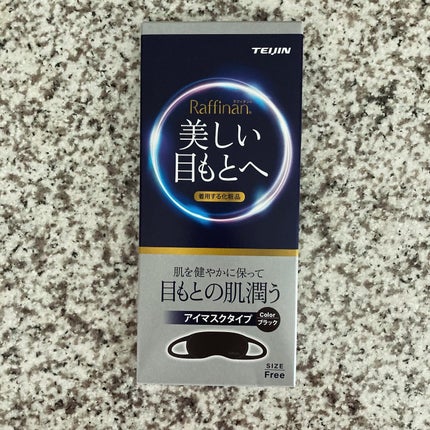 TEIJIN
ラフィナン
Raffinan®
美しい
目もとへ
着用する化粧品
肌を健やかに保って
目もとの肌潤う
アイマスクタイプ
Color
ブラック
SIZE
Free